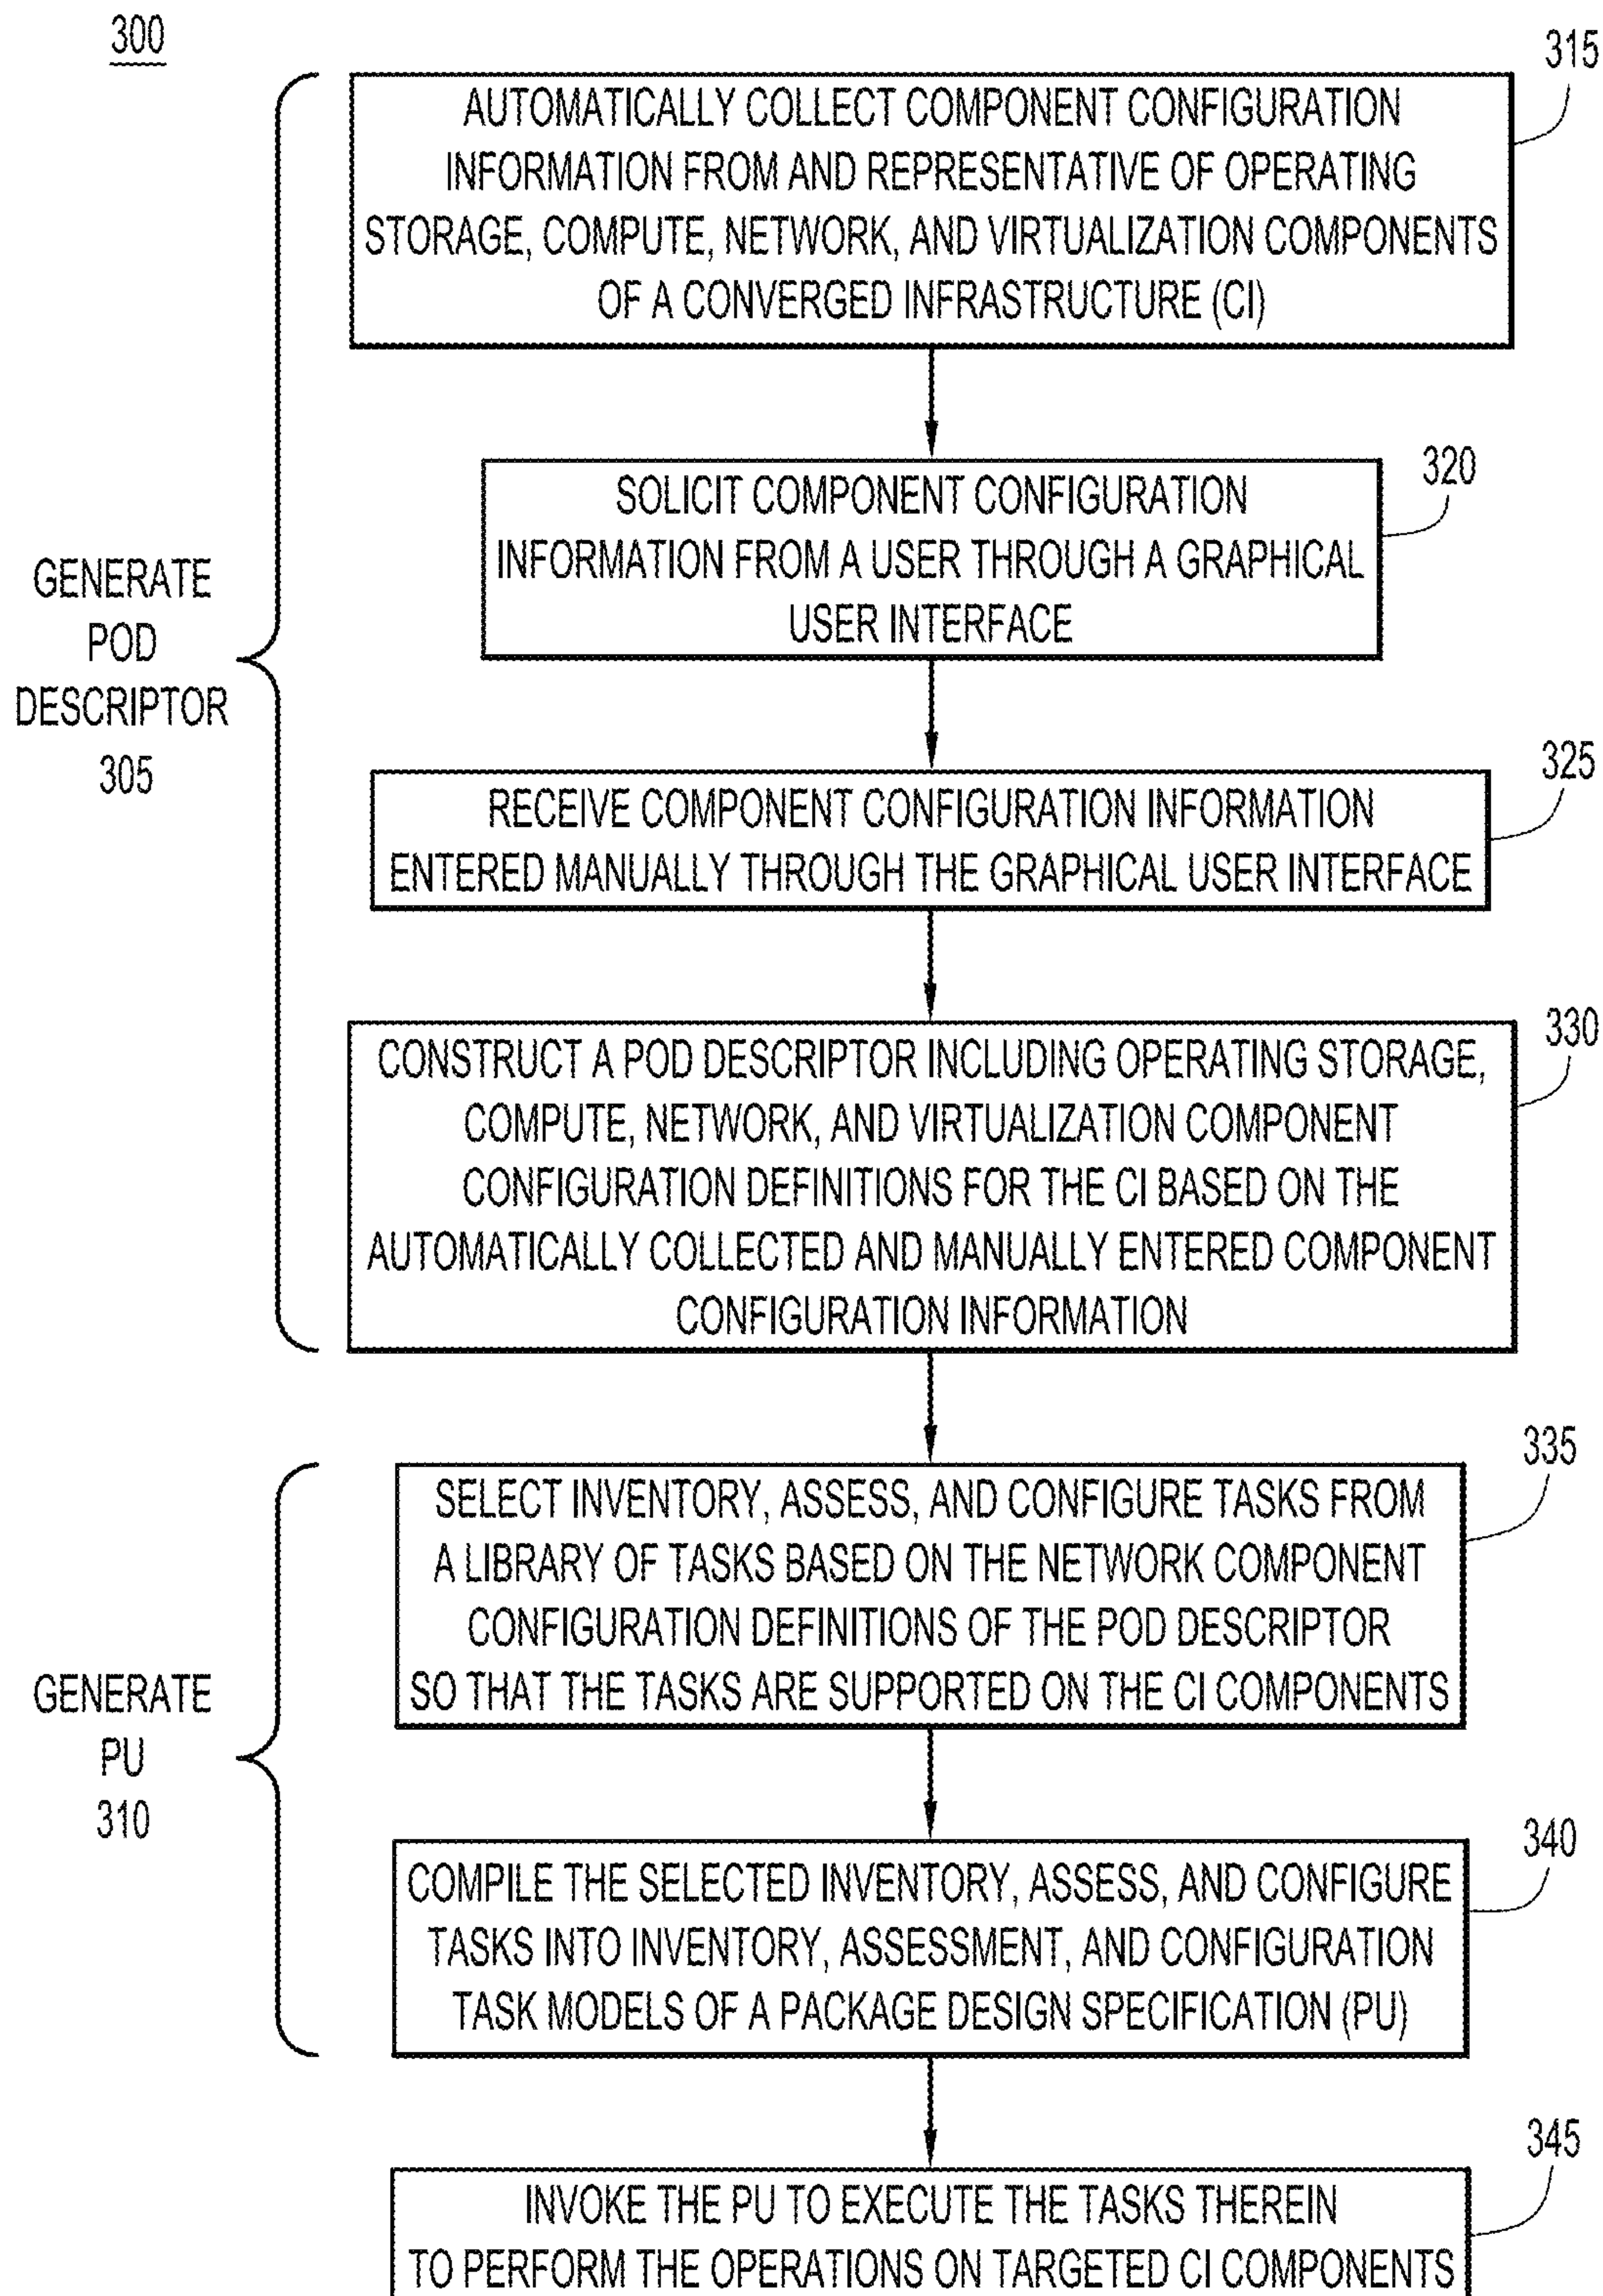 300
315
AUTOMATICALLY COLLECT COMPONENT CONFIGURATION
INFORMATION FROM AND REPRESENTATIVE OF OPERATING
STORAGE, COMPUTE, NETWORK, AND VIRTUALIZATION COMPONENTS
OF A CONVERGED INFRASTRUCTURE (CI)
320
SOLICIT COMPONENT CONFIGURATION
INFORMATION FROM A USER THROUGH A GRAPHICAL
USER INTERFACE
GENERATE
POD
DESCRIPTOR
305
325
RECEIVE COMPONENT CONFIGURATION INFORMATION
ENTERED MANUALLY THROUGH THE GRAPHICAL USER INTERFACE
330
CONSTRUCT A POD DESCRIPTOR INCLUDING OPERATING STORAGE,
COMPUTE, NETWORK, AND VIRTUALIZATION COMPONENT
CONFIGURATION DEFINITIONS FOR THE CI BASED ON THE
AUTOMATICALLY COLLECTED AND MANUALLY ENTERED COMPONENT
CONFIGURATION INFORMATION
335
SELECT INVENTORY, ASSESS, AND CONFIGURE TASKS FROM
A LIBRARY OF TASKS BASED ON THE NETWORK COMPONENT
CONFIGURATION DEFINITIONS OF THE POD DESCRIPTOR
SO THAT THE TASKS ARE SUPPORTED ON THE CI COMPONENTS
GENERATE
PU
310
340
COMPILE THE SELECTED INVENTORY, ASSESS, AND CONFIGURE
TASKS INTO INVENTORY, ASSESSMENT, AND CONFIGURATION
TASK MODELS OF A PACKAGE DESIGN SPECIFICATION (PU)
345
INVOKE THE PU TO EXECUTE THE TASKS THEREIN
TO PERFORM THE OPERATIONS ON TARGETED CI COMPONENTS